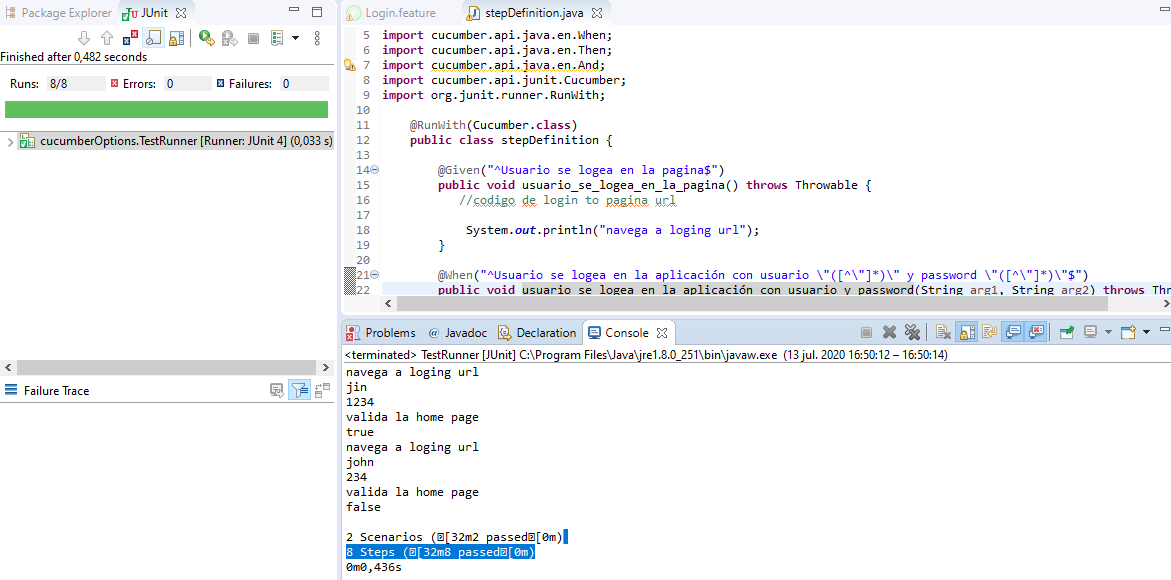 Package Explorer JUnit
Finished after 0,482 seconds
Runs: 8/8 Errors: 0 Failures: 0
cucumberOptions.TestRunner [Runner: JUnit 4] (0,033 s)
Failure Trace
Login.feature stepDefinition.java
5 import cucumber.api.java.en.When;
6 import cucumber.api.java.en.Then;
7 import cucumber.api.java.en.And;
8 import cucumber.api.junit.Cucumber;
9 import org.junit.runner.RunWith;
10
11 @RunWith(Cucumber.class)
12 public class stepDefinition {
13
14 @Given("^Usuario se logea en la pagina$")
15 public void usuario_se_logea_en_la_pagina() throws Throwable {
16 //codigo de login to pagina url
17
18 System.out.println("navega a loging url");
19 }
20
21 @When("^Usuario se logea en la aplicación con usuario \"([^\"]*)\" y password \"([^\"]*)\"$")
22 public void usuario_se_logea_en_la_aplicación_con_usuario_y_password(String arg1, String arg2) throws Thr
Problems @ Javadoc Declaration Console
<terminated> TestRunner [JUnit] C:\Program Files\Java\jre1.8.0_251\bin\javaw.exe (13 jul. 2020 16:50:12 – 16:50:14)
navega a loging url
jin
1234
valida la home page
true
navega a loging url
john
234
valida la home page
false
2 Scenarios ([32m2 passed[0m)
8 Steps ([32m8 passed[0m)
0m0,436s